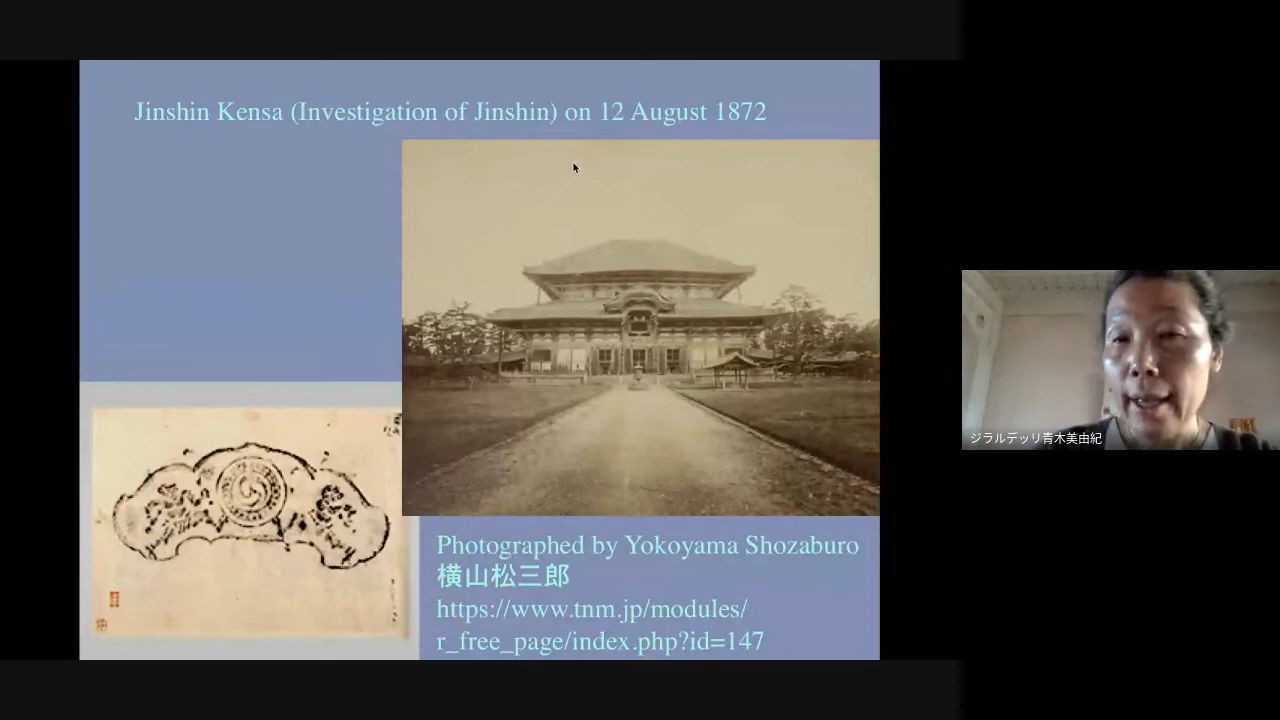 Jinshin Kensa (Investigation of Jinshin) on 12 August 1872
Photographed by Yokoyama Shozaburo
横山松三郎
https://www.tnm.jp/modules/
r_free_page/index.php?id=147
ジラルデッリ青木美由紀